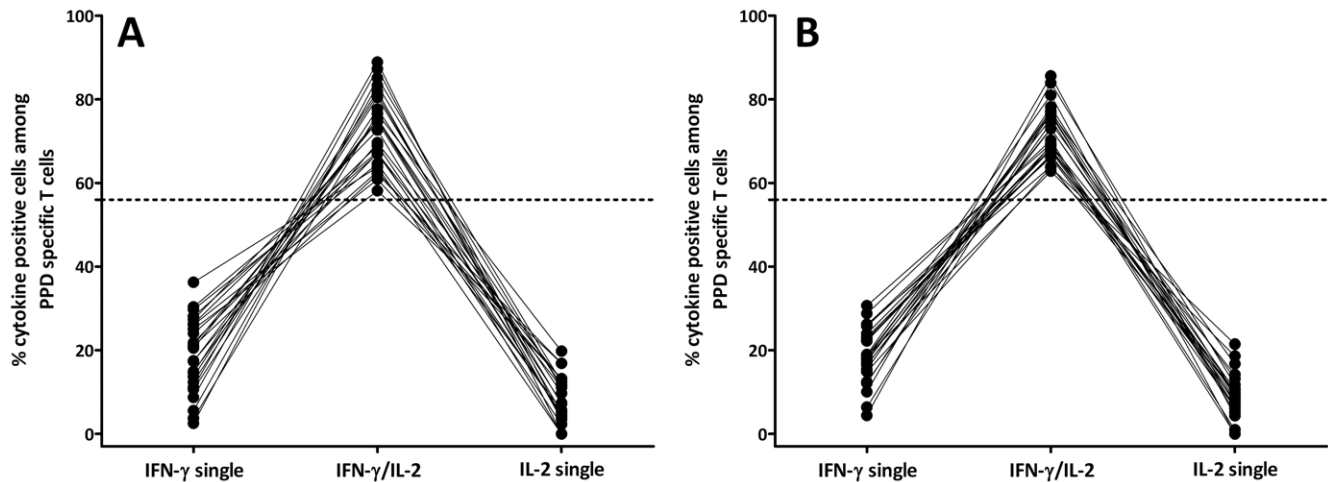 A
% cytokine positive cells among
PPD specific T cells
100
80
60
40
20
0
IFN-γ single
IFN-γ/IL-2
IL-2 single
B
% cytokine positive cells among
PPD specific T cells
100
80
60
40
20
0
IFN-γ single
IFN-γ/IL-2
IL-2 single